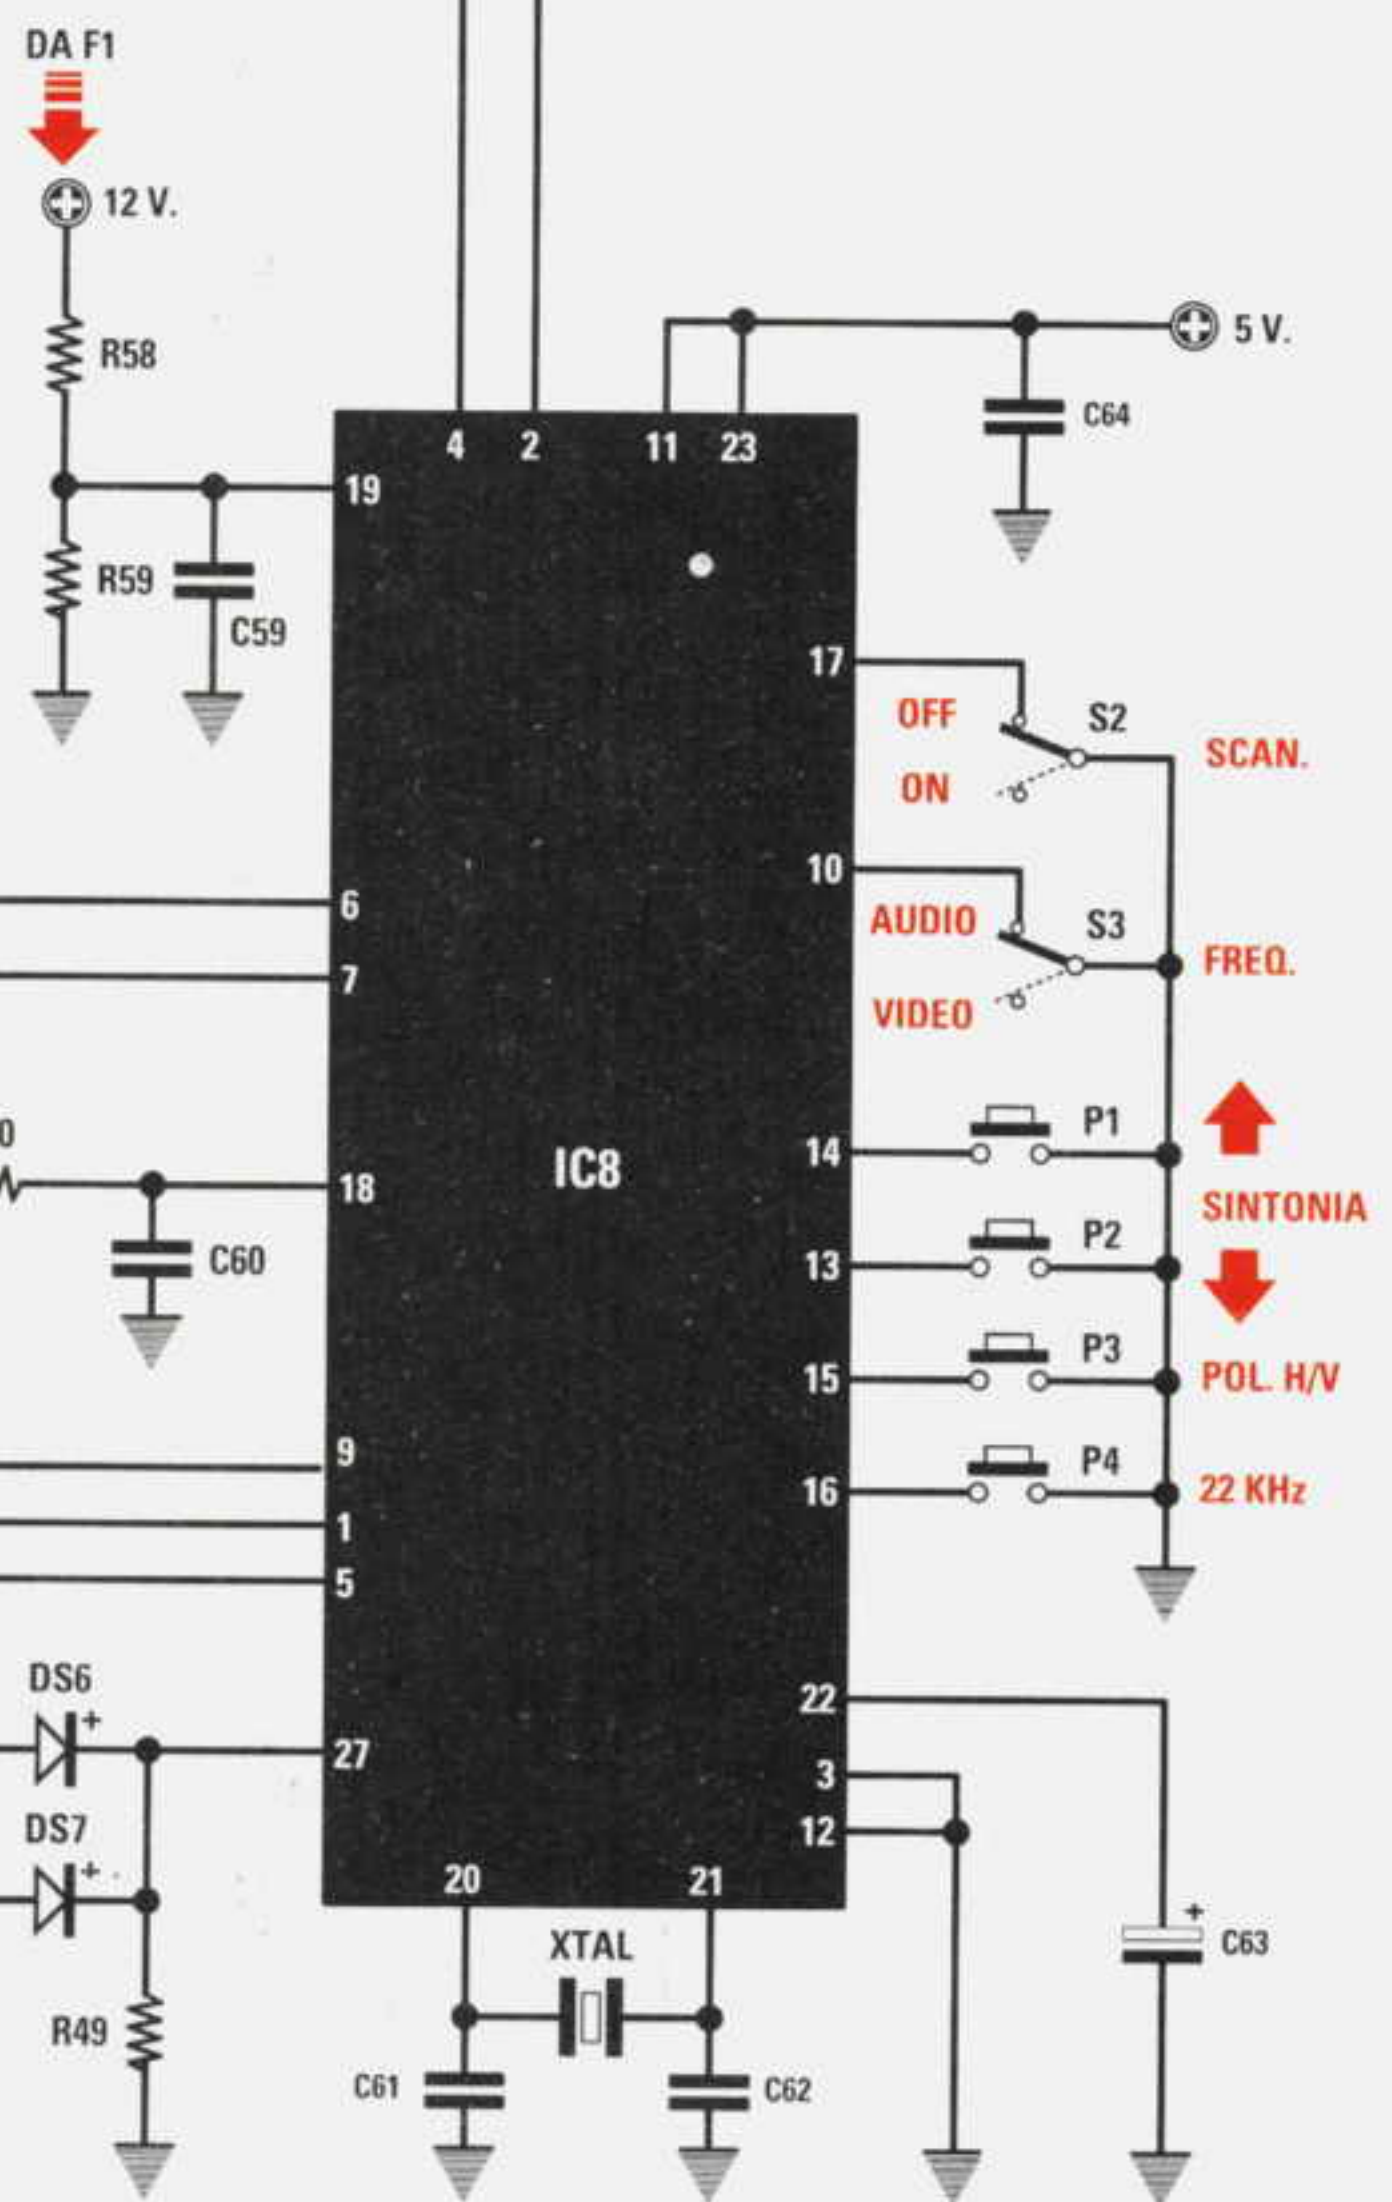 DA F1
12 V.
R58
5 V.
C64
4 2 11 23
19
R59
C59
17
OFF
S2
SCAN.
ON
10
6
AUDIO
S3
FREQ.
7
VIDEO
0
P1
14
IC8
18
SINTONIA
P2
C60
13
P3
15
POL. H/V
9
P4
16
22 KHz
1
5
DS6
+
22
27
3
DS7
12
+
20 21
+
XTAL
C63
R49
C61
C62